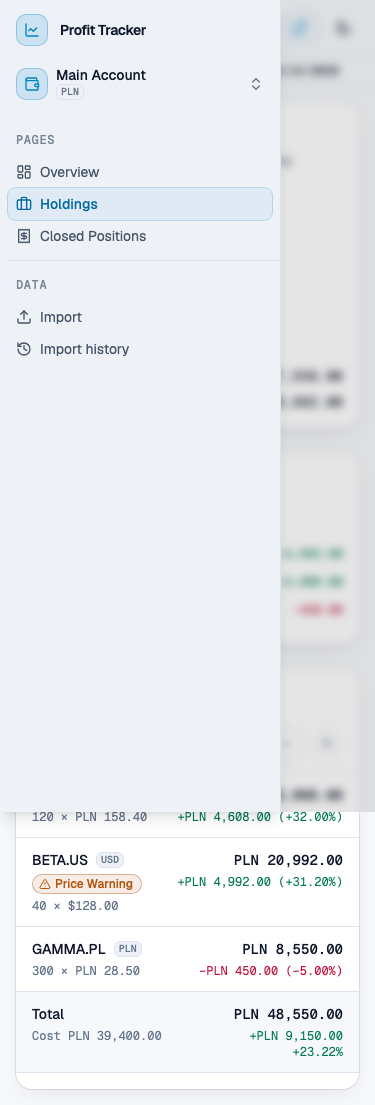 Profit Tracker
Main Account
PLN
PAGES
Overview
Holdings
Closed Positions
DATA
Import
Import history
120 × PLN 158.40 +PLN 4,608.00 (+32.00%)
BETA.US USD PLN 20,992.00
Price Warning +PLN 4,992.00 (+31.20%)
40 × $128.00
GAMMA.PL PLN PLN 8,550.00
300 × PLN 28.50 −PLN 450.00 (−5.00%)
Total PLN 48,550.00
Cost PLN 39,400.00 +PLN 9,150.00
+23.22%